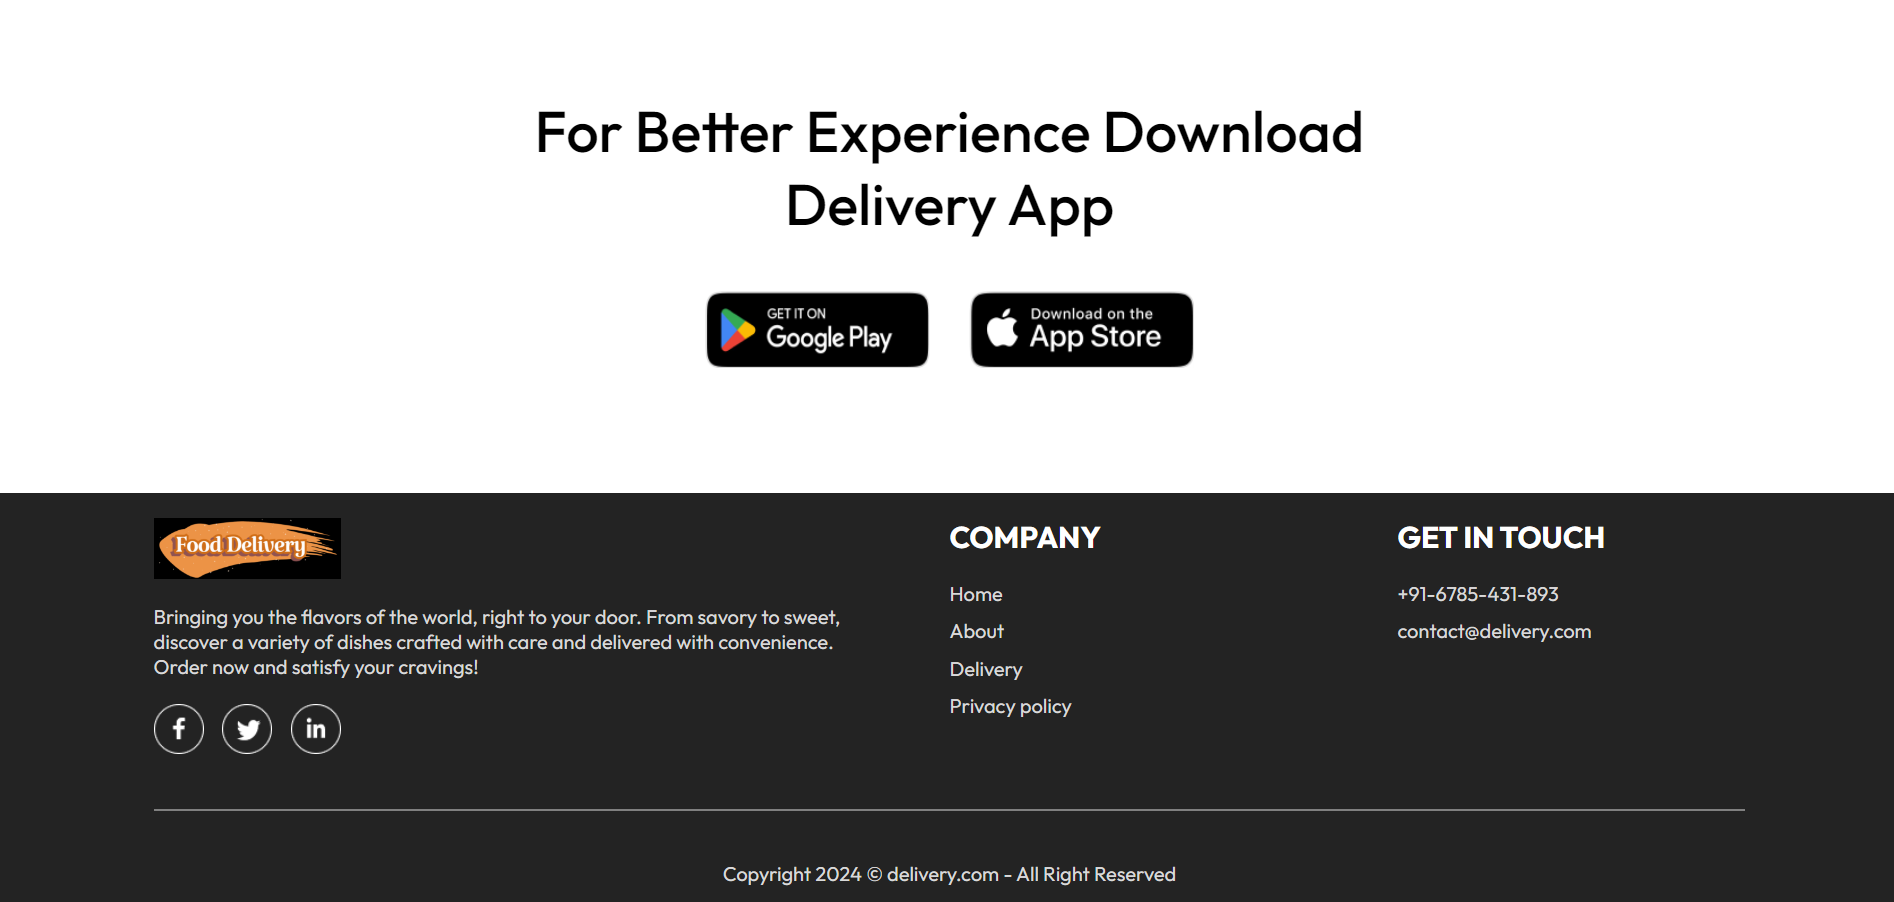 For Better Experience Download
Delivery App
GET IT ON
Google Play
Download on the
App Store
Food Delivery
Bringing you the flavors of the world, right to your door. From savory to sweet,
discover a variety of dishes crafted with care and delivered with convenience.
Order now and satisfy your cravings!
f
in
COMPANY
Home
About
Delivery
Privacy policy
GET IN TOUCH
+91-6785-431-893
contact@delivery.com
Copyright 2024 © delivery.com - All Right Reserved